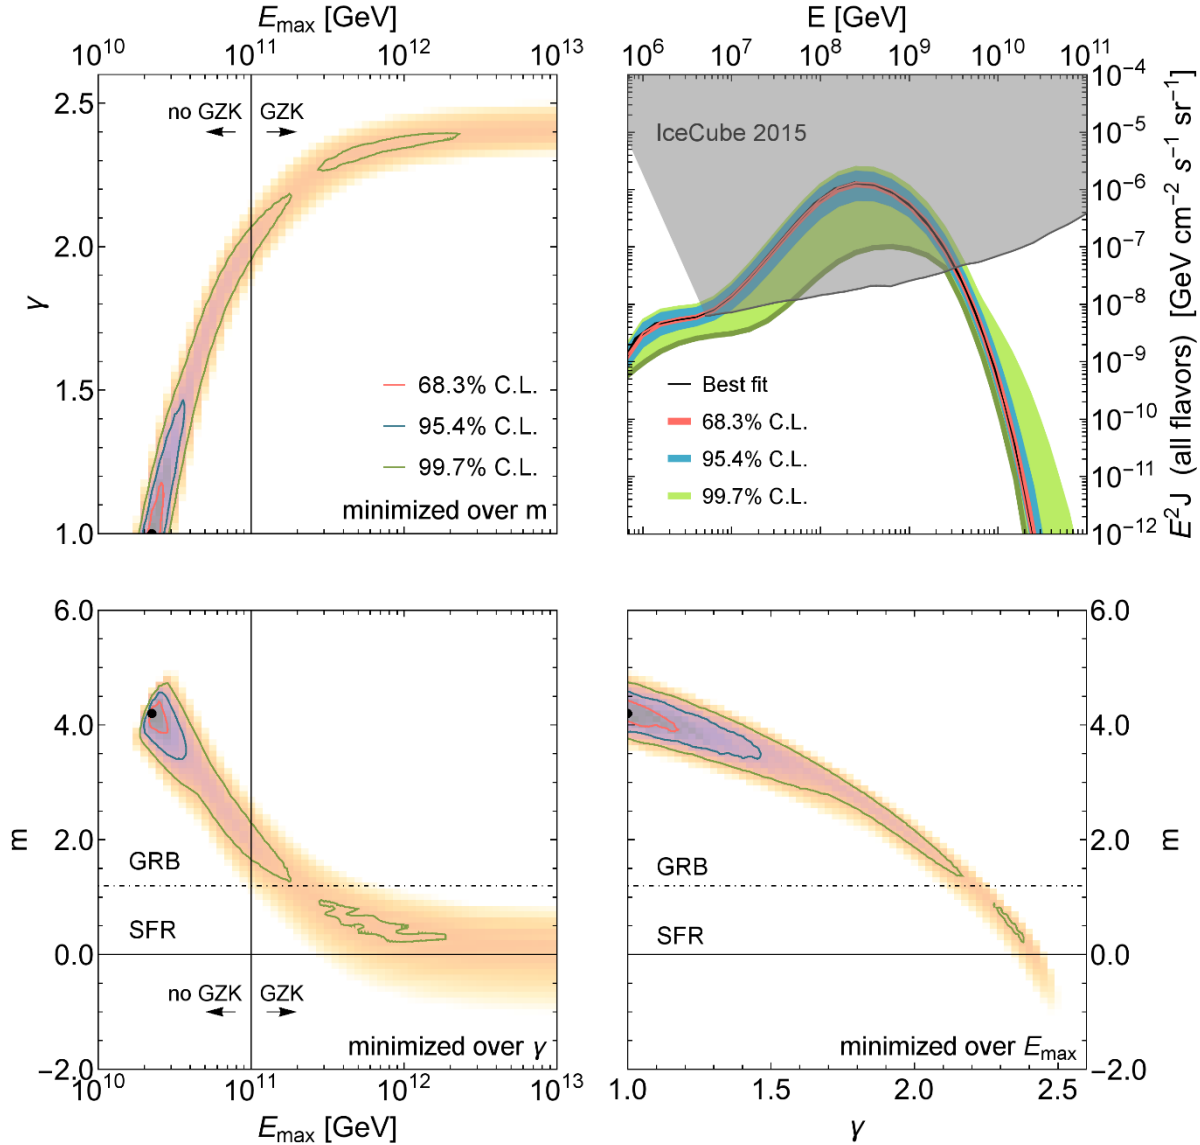 E_max [GeV]
10^10 10^11 10^12 10^13
2.5
2.0
1.5
1.0
γ
no GZK GZK
68.3% C.L.
95.4% C.L.
99.7% C.L.
minimized over m
E [GeV]
10^6 10^7 10^8 10^9 10^10 10^11
IceCube 2015
Best fit
68.3% C.L.
95.4% C.L.
99.7% C.L.
10^-4
10^-5
10^-6
10^-7
10^-8
10^-9
10^-10
10^-11
10^-12
E^2J (all flavors) [GeV cm^-2 s^-1 sr^-1]
6.0
4.0
2.0
0.0
−2.0
m
GRB
SFR
no GZK GZK
minimized over γ
10^10 10^11 10^12 10^13
E_max [GeV]
GRB
SFR
minimized over E_max
6.0
4.0
2.0
0.0
−2.0
m
1.0 1.5 2.0 2.5
γ